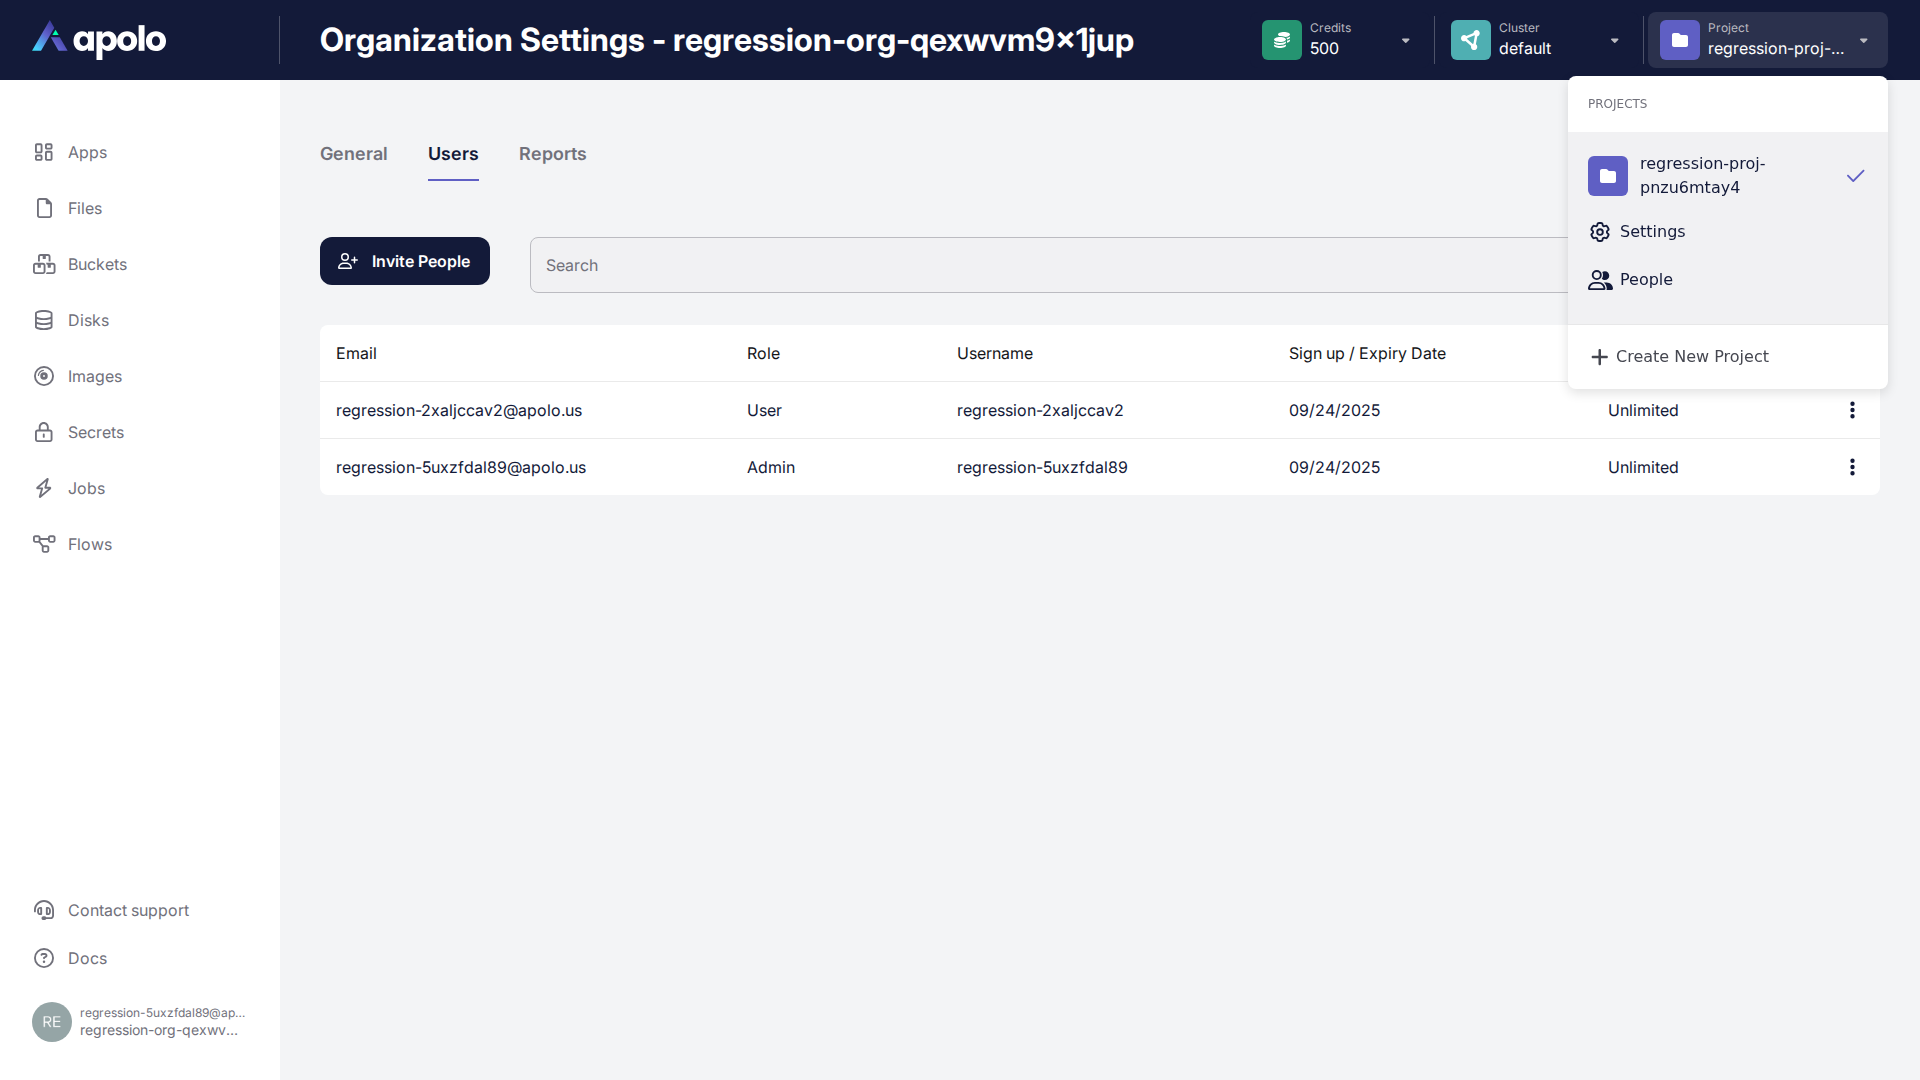 apolo
Organization Settings - regression-org-qexwvm9x1jup
Credits
500
Cluster
default
Project
regression-proj-...
PROJECTS
regression-proj-
pnzu6mtay4
Settings
People
Create New Project
Apps
Files
Buckets
Disks
Images
Secrets
Jobs
Flows
General Users Reports
Invite People
Search
Email Role Username Sign up / Expiry Date
regression-2xaljccav2@apolo.us User regression-2xaljccav2 09/24/2025 Unlimited
regression-5uxzfdal89@apolo.us Admin regression-5uxzfdal89 09/24/2025 Unlimited
Contact support
Docs
RE
regression-5uxzfdal89@ap...
regression-org-qexwv...